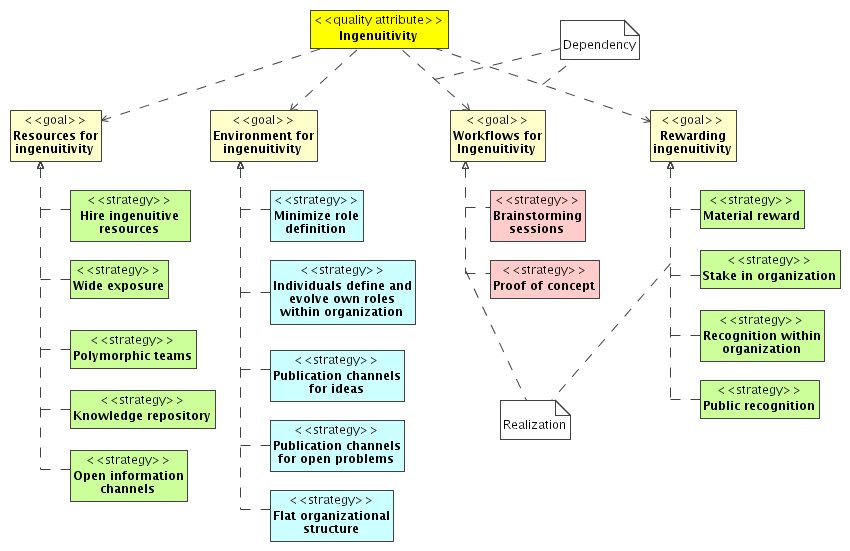 <<quality attribute>>
Ingenuitivity
Dependency
<<goal>>
Resources for
ingenuitivity
<<goal>>
Environment for
ingenuitivity
<<goal>>
Workflows for
Ingenuitivity
<<goal>>
Rewarding
ingenuitivity
<<strategy>>
Hire ingenuitive
resources
<<strategy>>
Wide exposure
<<strategy>>
Polymorphic teams
<<strategy>>
Knowledge repository
<<strategy>>
Open information
channels
<<strategy>>
Minimize role
definition
<<strategy>>
Individuals define and
evolve own roles
within organization
<<strategy>>
Publication channels
for ideas
<<strategy>>
Publication channels
for open problems
<<strategy>>
Flat organizational
structure
<<strategy>>
Brainstorming
sessions
<<strategy>>
Proof of concept
Realization
<<strategy>>
Material reward
<<strategy>>
Stake in organization
<<strategy>>
Recognition within
organization
<<strategy>>
Public recognition